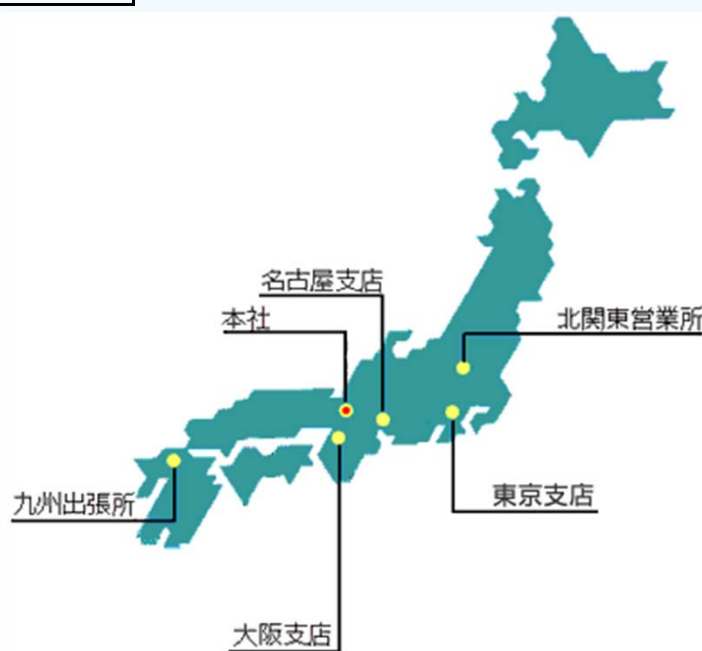 名古屋支店
本社
北関東営業所
九州出張所
東京支店
大阪支店